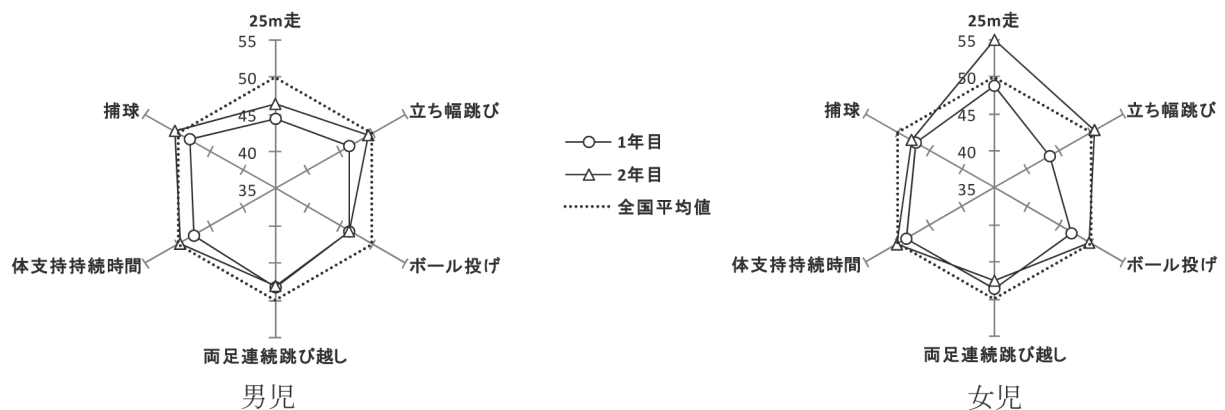 25m走
55
50
45
40
35
立ち幅跳び
ボール投げ
両足連続跳び越し
体支持持続時間
捕球
男児
1年目
2年目
全国平均値
25m走
55
50
45
40
35
立ち幅跳び
ボール投げ
両足連続跳び越し
体支持持続時間
捕球
女児